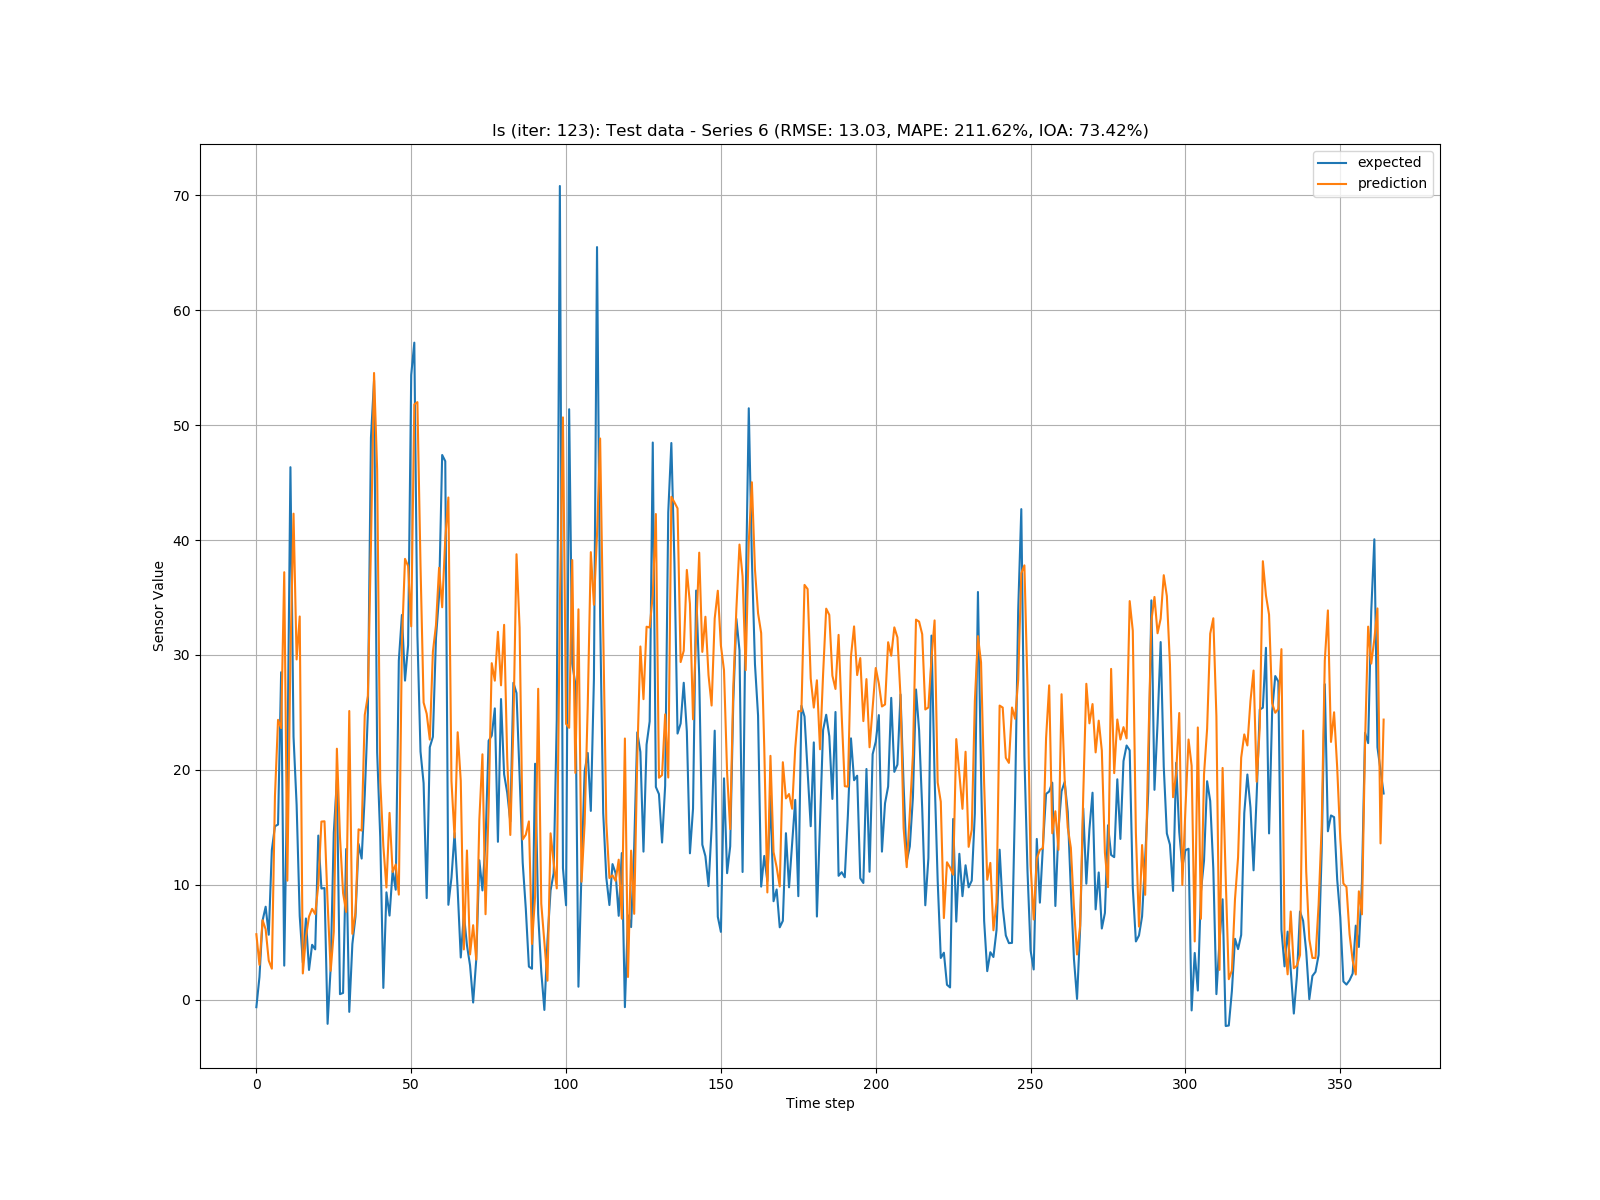 ls (iter: 123): Test data - Series 6 (RMSE: 13.03, MAPE: 211.62%, IOA: 73.42%)
expected
prediction
70
60
50
40
30
20
10
0
Sensor Value
0 50 100 150 200 250 300 350
Time step